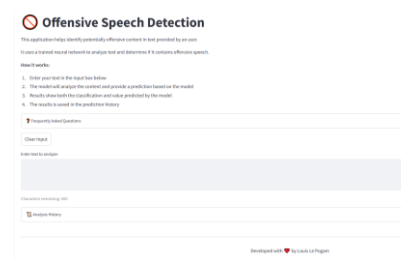 🚫 Offensive Speech Detection
This application helps identify potentially offensive content in text provided by an user.
It uses a trained neural network to analyze text and determine if it contains offensive speech.
How it works:
1. Enter your text in the input box below
2. The model will analyze the content and provide a prediction based on the model
3. Results show both the classification and value predicted by the model
4. The results is saved in the prediction history
❓ Frequently Asked Questions
Clear Input
Enter text to analyze:
Characters remaining:
📜 Analysis History
Developed with ❤️ by Louis Le Pogam